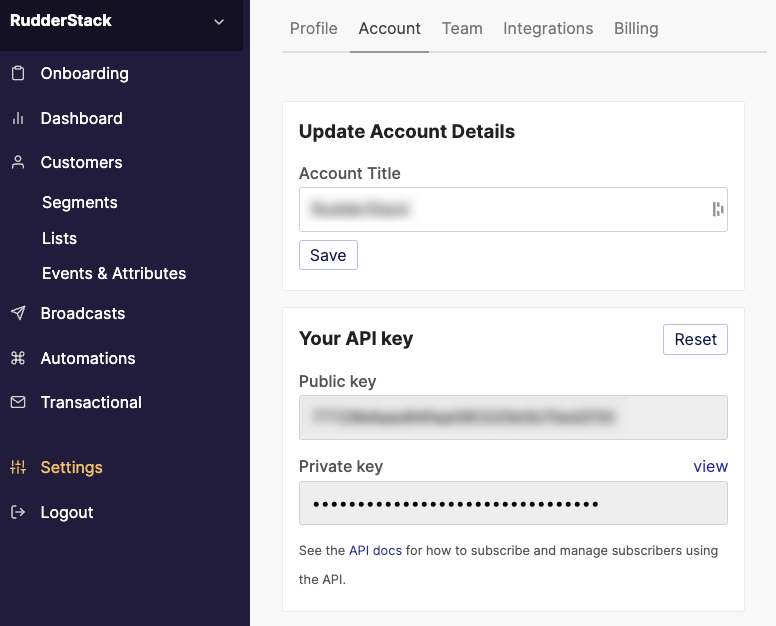 RudderStack
Onboarding
Dashboard
Customers
Segments
Lists
Events & Attributes
Broadcasts
Automations
Transactional
Settings
Logout
Profile Account Team Integrations Billing
Update Account Details
Account Title
Save
Your API key Reset
Public key
Private key view
See the API docs for how to subscribe and manage subscribers using
the API.